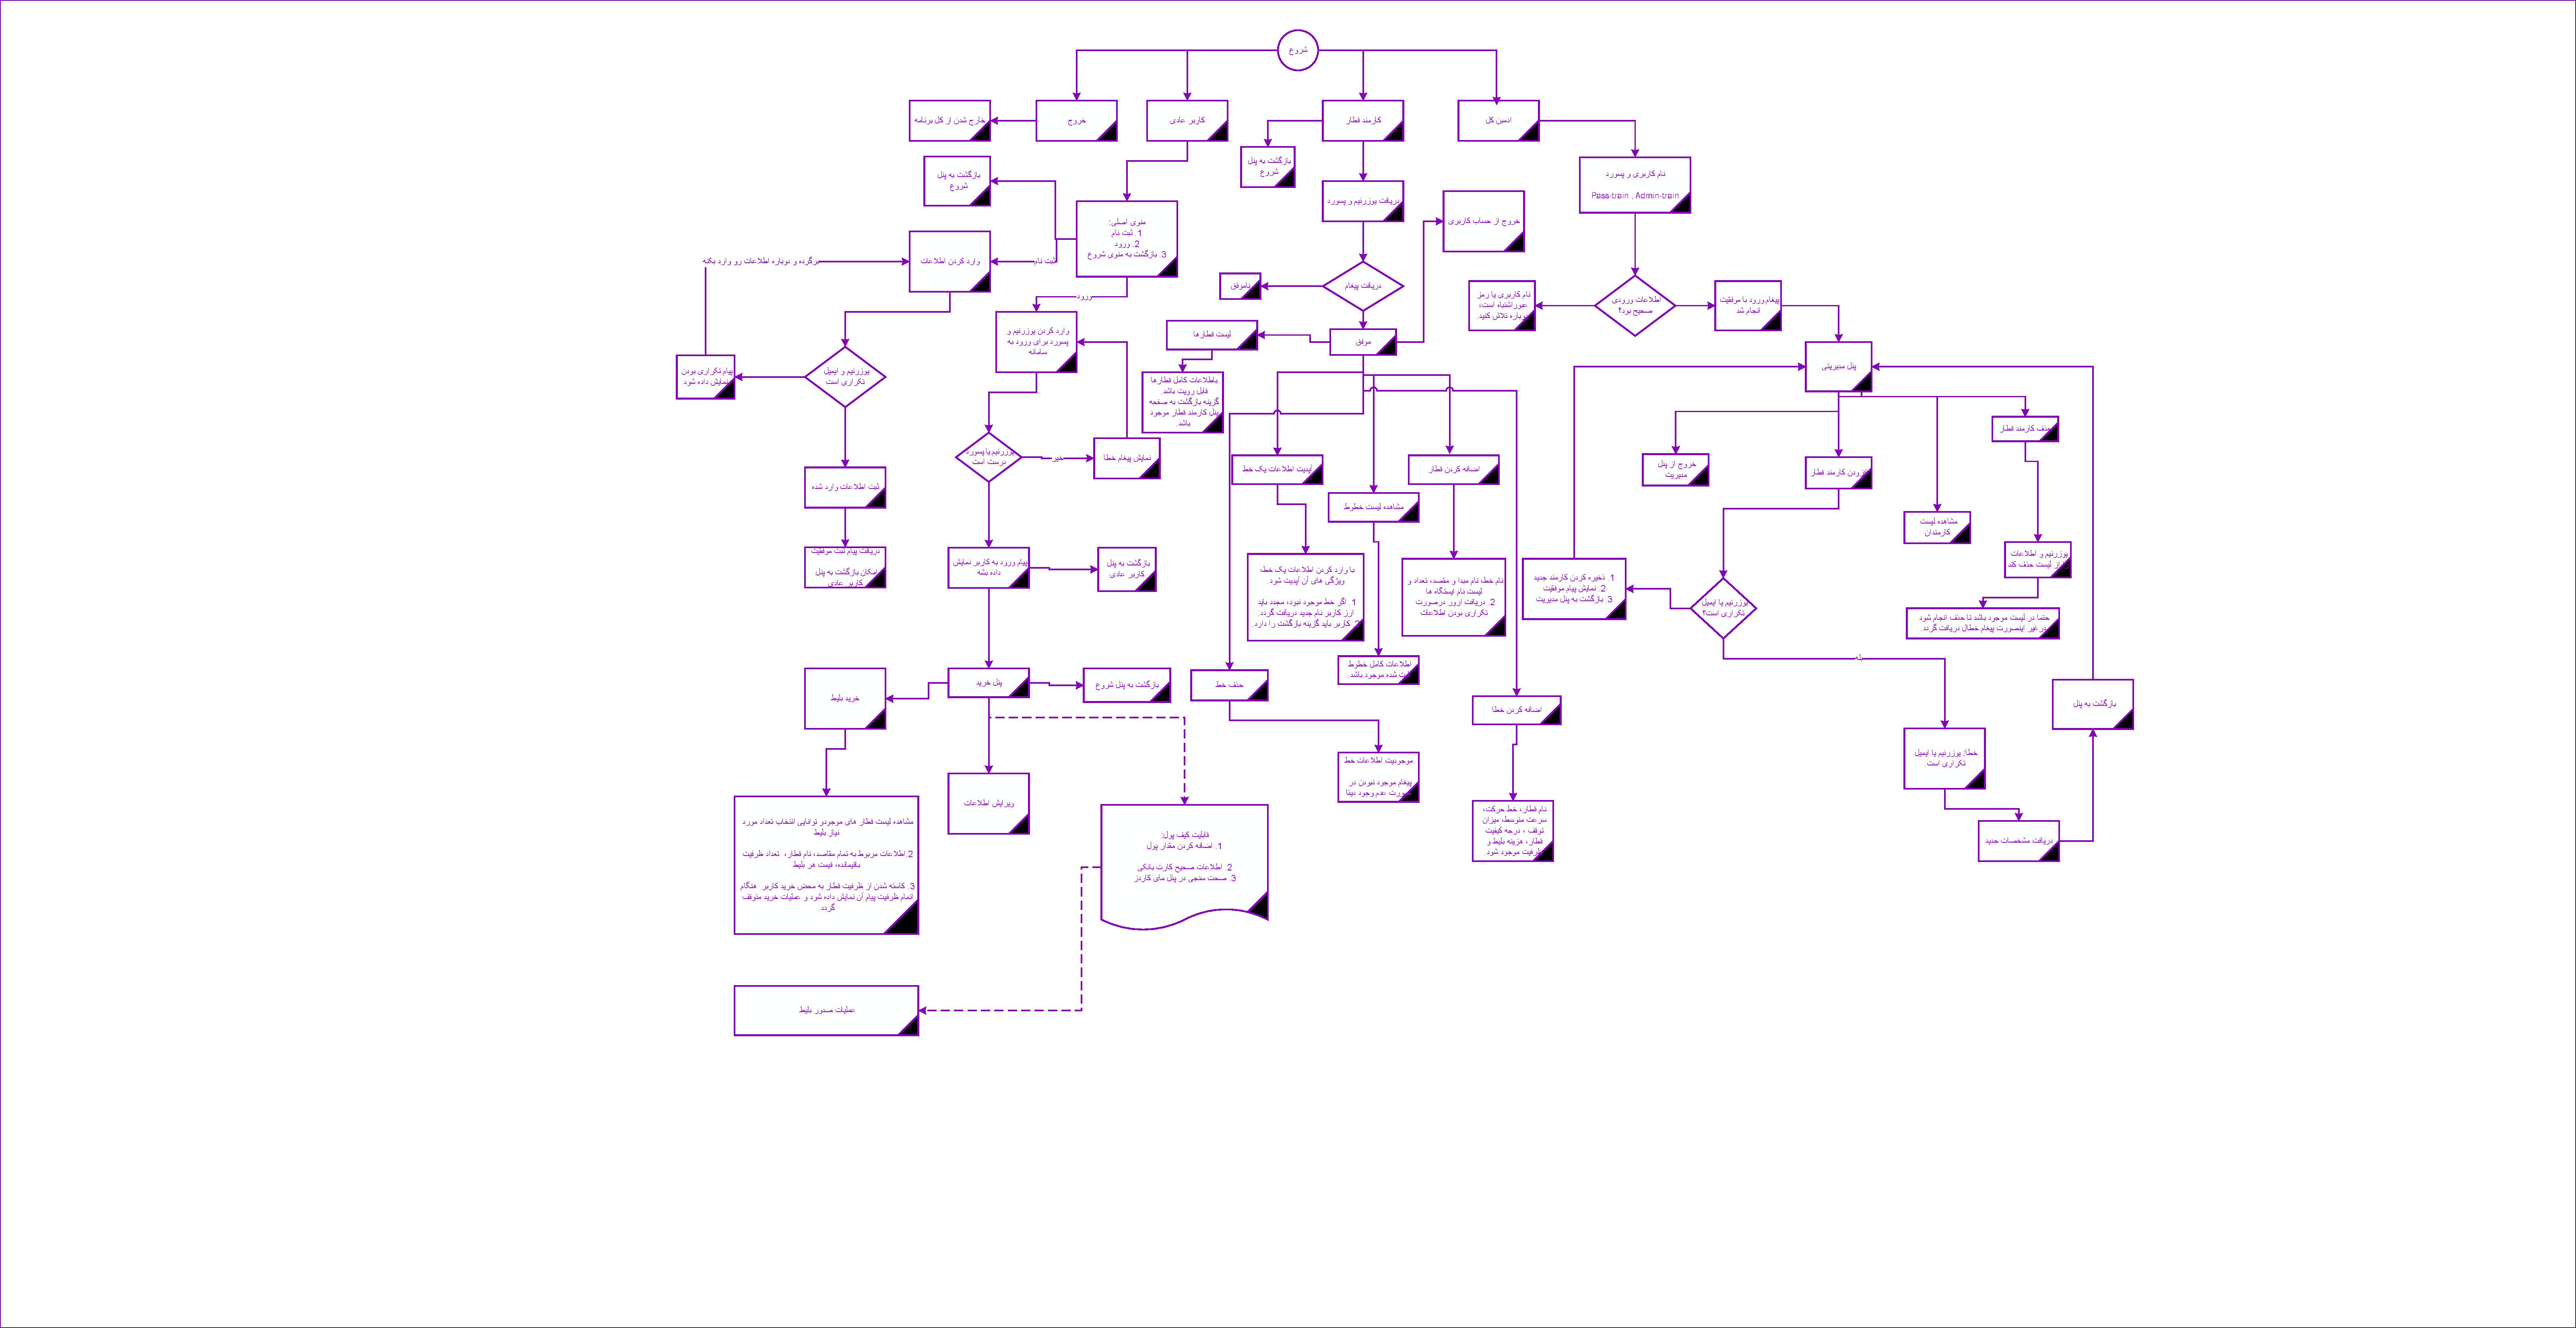 شروع
ادمین کل
کارمند قطار
کاربر عادی
خروج
خارج شدن از کل برنامه
نام کاربری و پسورد
Pass-train , Admin-train
بازگشت به پنل
شروع
دریافت یوزرنیم و پسورد
خروج از حساب کاربری
بازگشت به پنل
شروع
منوی اصلی:
1. ثبت نام
2. ورود
3. بازگشت به منوی شروع
ثبت نام
وارد کردن اطلاعات
برگرده و دوباره اطلاعات رو وارد بکنه
ورود
اطلاعات ورودی
صحیح بود؟
پیغام ورود با موفقیت
انجام شد
نام کاربری یا رمز
عبور اشتباه است،
دوباره تلاش کنید.
دریافت پیغام
ناموفق
موفق
لیست قطارها
باطلاعات کامل قطارها
قابل رویت باشد.
گزینه بازگشت به صفحه
پنل کارمند قطار موجود
باشد.
وارد کردن یوزرنیم و
پسورد برای ورود به
سامانه
یوزرنیم و ایمیل
تکراری است
پیام تکراری بودن
نمایش داده شود
پنل مدیریتی
حذف کارمند قطار
افزودن کارمند قطار
خروج از پنل
مدیریت
مشاهده لیست
کارمندان
یوزرنیم و اطلاعات
از لیست حذف کند
حتما در لیست موجود باشد تا حذف انجام شود
درغیر اینصورت پیغام خطال دریافت گردد.
اضافه کردن قطار
مشاهده لیست خطوط
آپدیت اطلاعات یک خط
یوزرنیم یا پسورد
درست است
خیر
نمایش پیغام خطا
ثبت اطلاعات وارد شده
دریافت پیام ثبت موفقیت
امکان بازگشت به پنل
کاربر عادی
پیام ورود به کاربر نمایش
داده بشه
بازگشت به پنل
کاربر عادی
با وارد کردن اطلاعات یک خط،
ویژگی های آن آپدیت شود.
1. اگر خط موجود نبود، مجدد باید
ارز کاربر نام جدید دریافت گردد.
2. کاربر باید گزینه بازگشت را دارد.
نام خط، نام مبدا و مقصد، تعداد و
لیست نام ایستگاه ها
2. دریافت ارور درصورت
تکراری بودن اطلاعات
1. ذخیره کردن کارمند جدید
2. نمایش پیام موفقیت
3. بازگشت به پنل مدیریت
یوزرنیم یا ایمیل
تکراری است؟
بله
اطلاعات کامل خطوط
ثبت شده موجود باشد.
حذف خط
اضافه کردن خطا
بازگشت به پنل
پنل خرید
بازگشت به پنل شروع
خرید بلیط
خطا: یوزرنیم یا ایمیل
تکراری است.
دریافت مشخصات جدید
موجودیت اطلاعات خط
پیغام موجود نبودن در
صورت عدم وجود دیتا
نام قطار، خط حرکت،
سرعت متوسط، میزان
توقف ، درجه کیفیت
قطار، هزینه بلیط و
ظرفیت موجود شود.
ویرایش اطلاعات
مشاهده لیست قطار های موجودو توانایی انتخاب تعداد مورد
نیاز بلیط
2.اطلاعات مربوط به تمام مقاصد، نام قطار، تعداد ظرفیت
باقیمانده، قیمت هر بلیط
3. کاسته شدن از ظرفیت قطار به محض خرید کاربر هنگام
اتمام ظرفیت پیام آن نمایش داده شود و عملیات خرید متوقف
گردد.
قابلیت کیف پول:
1. اضافه کردن مقدار پول
2. اطلاعات صحیح کارت بانکی
3. صحت سنجی در پنل مای کاردز
عملیات صدور بلیط